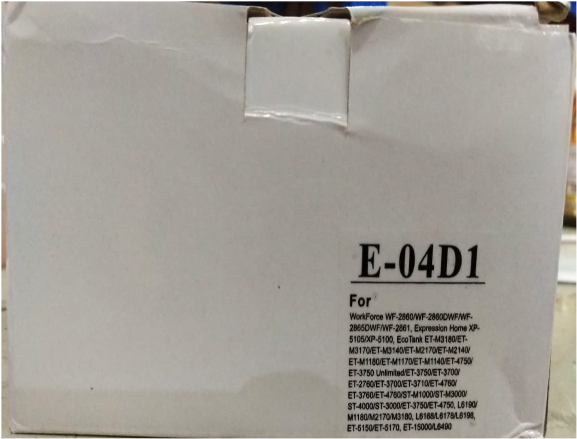 E-04D1
For
WorkForce WF-2860/WF-2860DWF/WF-
2865DWF/WF-2861, Expression Home XP-
5105/XP-5100, EcoTank ET-M3180/ET-
M3170/ET-M3140/ET-M2170/ET-M2140/
ET-M1180/ET-M1170/ET-M1140/ET-4750/
ET-3750 Unlimited/ET-3750/ET-3700/
ET-2760/ET-3700/ET-3710/ET-4760/
ET-3760/ET-4760/ST-M1000/ST-M3000/
ST-4000/ST-3000/ET-3750/ET-4750, L6190/
M1180/M2170/M3180, L6168/L6178/L6198,
ET-5150/ET-5170, ET-15000/L6490